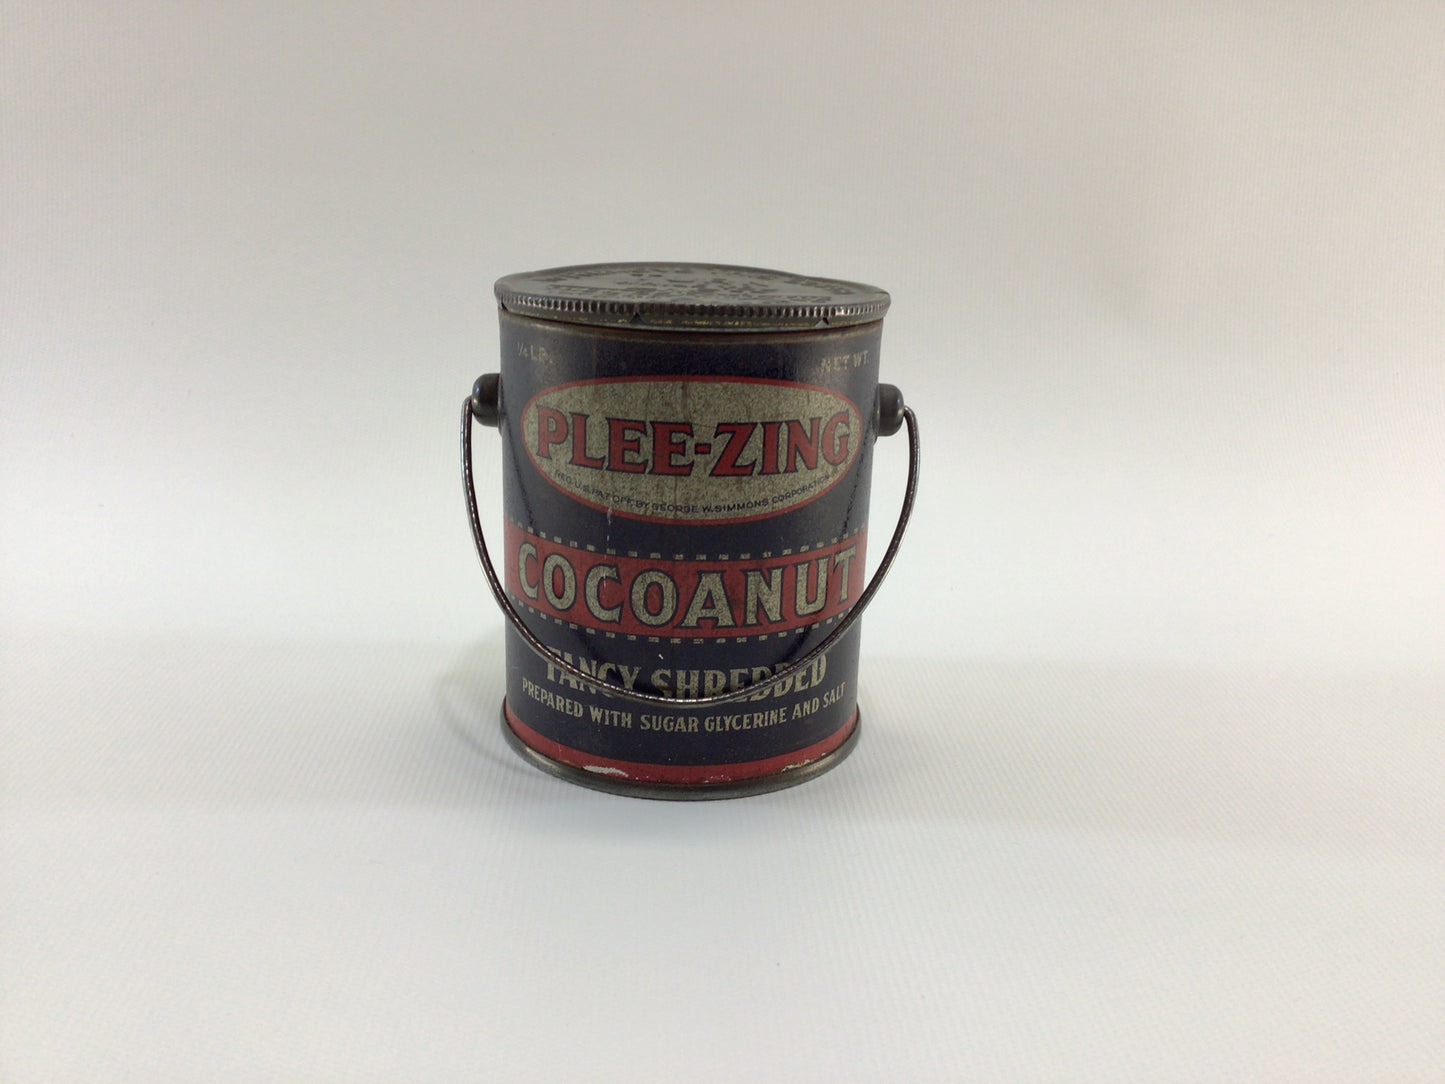 ¼ LB. NET WT.
PLEE-ZING
REG. U.S. PAT. OFF. BY GEORGE W. SIMMONS CORPORATION
COCOANUT
FANCY SHREDDED
PREPARED WITH SUGAR GLYCERINE AND SALT